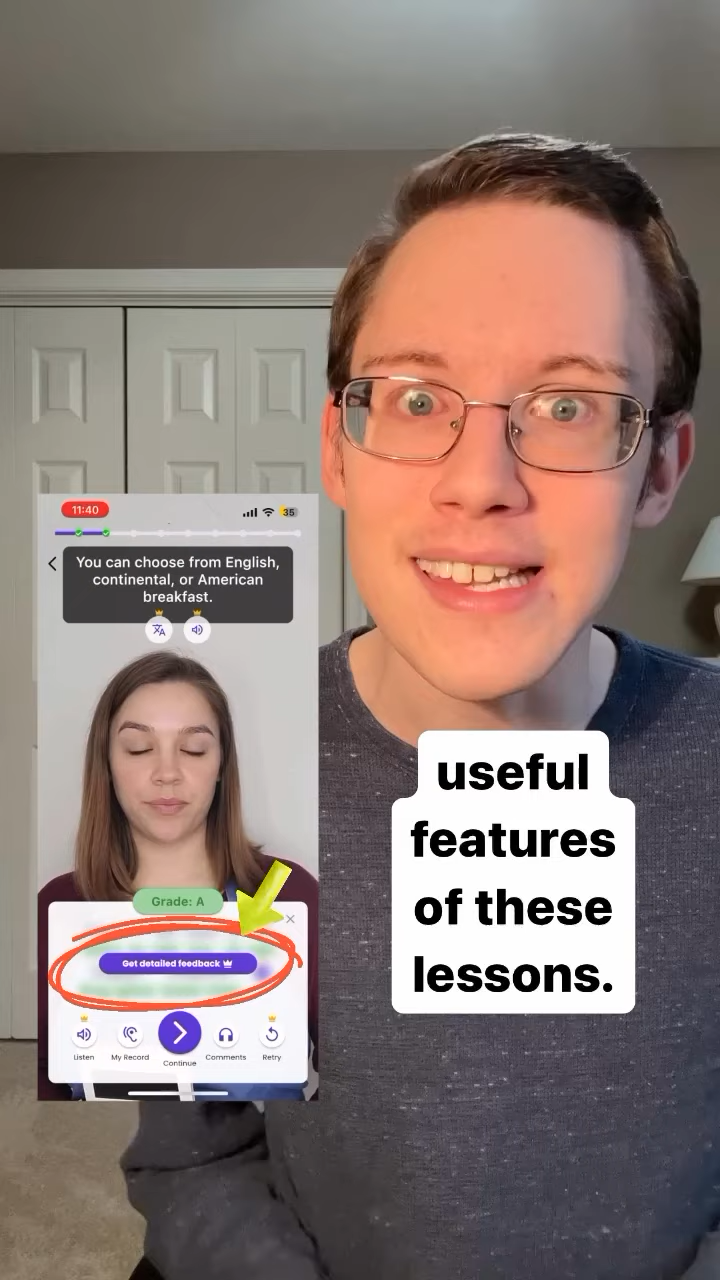 11:40
35
You can choose from English,
continental, or American
breakfast.
Grade: A
Get detailed feedback
Listen
My Record
Continue
Comments
Retry
useful
features
of these
lessons.